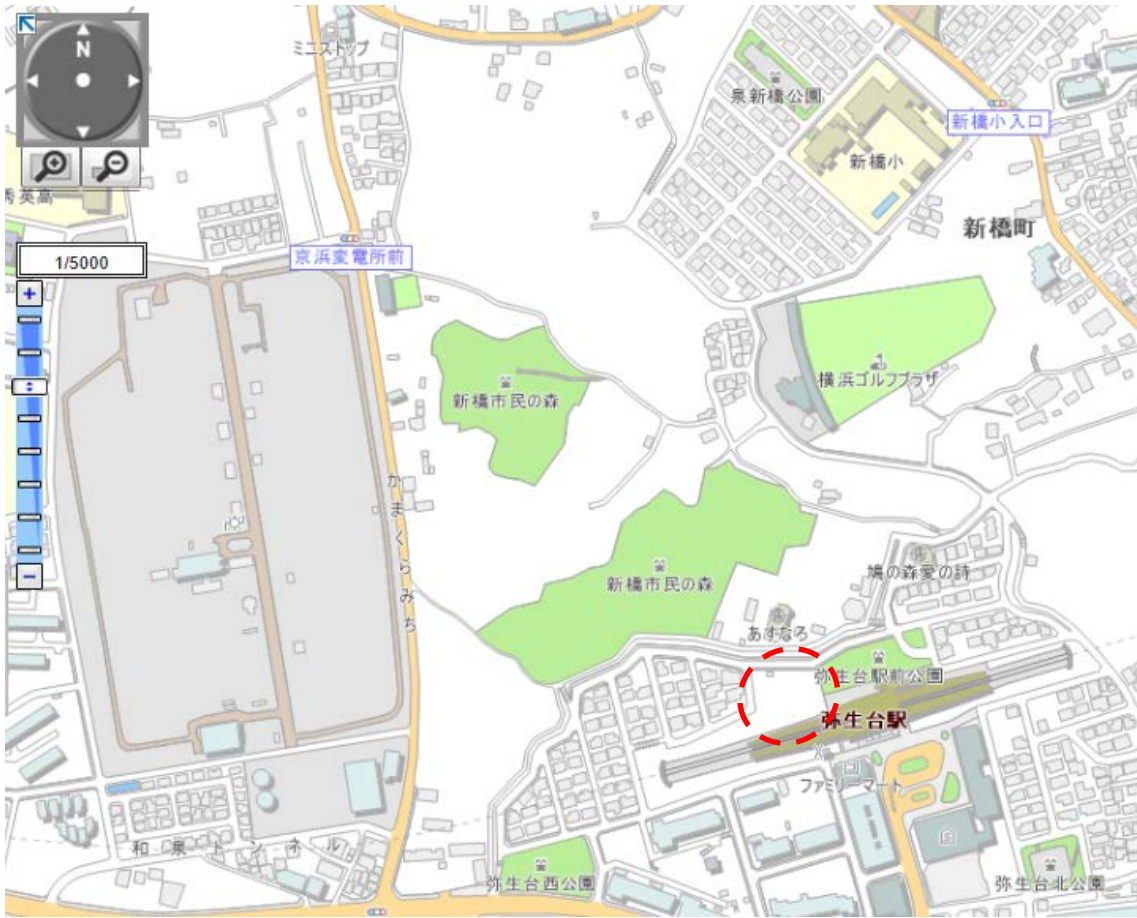 N
ミニストップ
泉新橋公園
新橋小入口
新橋小
秀英高
新橋町
京浜変電所前
1/5000
+
横浜ゴルフプラザ
新橋市民の森
かまくらみち
鳩の森愛の詩
新橋市民の森
あすなろ
弥生台駅前公園
弥生台駅
ファミリーマート
和泉トンネル
弥生台西公園
弥生台北公園